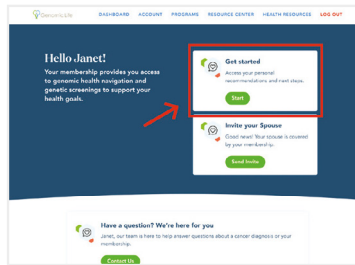 DASHBOARD ACCOUNT PROGRAMS RESOURCE CENTER HEALTH RESOURCES LOG OUT
Hello Janet!
Your membership provides you access
to genomic health navigation and
genetic screenings to support your
health goals.
Get started
Access your personal
recommendations and next steps.
Start
Invite your Spouse
Good news! Your spouse is covered
by your membership.
Send Invite
Have a question? We're here for you
Janet, our team is here to help answer questions about a cancer diagnosis or your
membership.
Contact Us